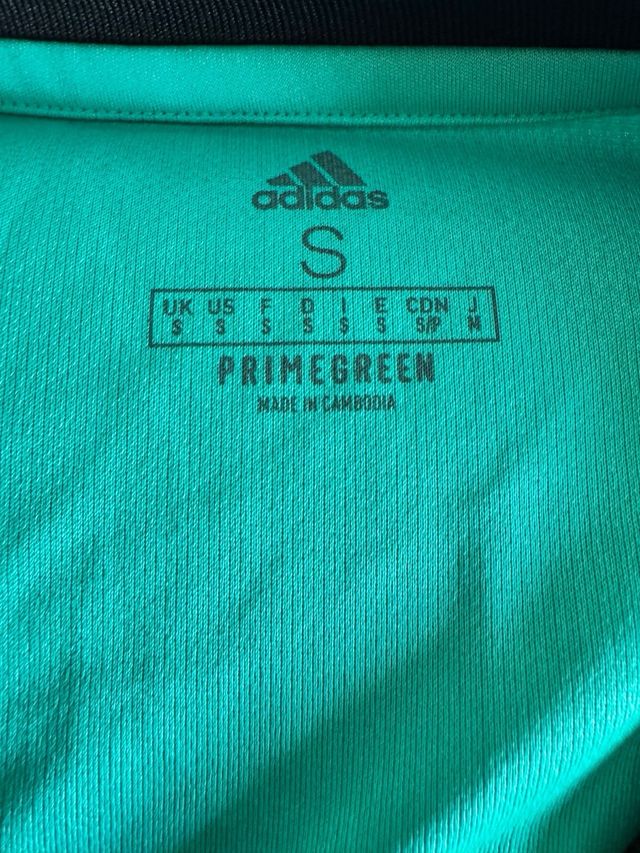 adidas
S
UK US F D I E CDN J
S S S S S S S/P M
PRIMEGREEN
MADE IN CAMBODIA